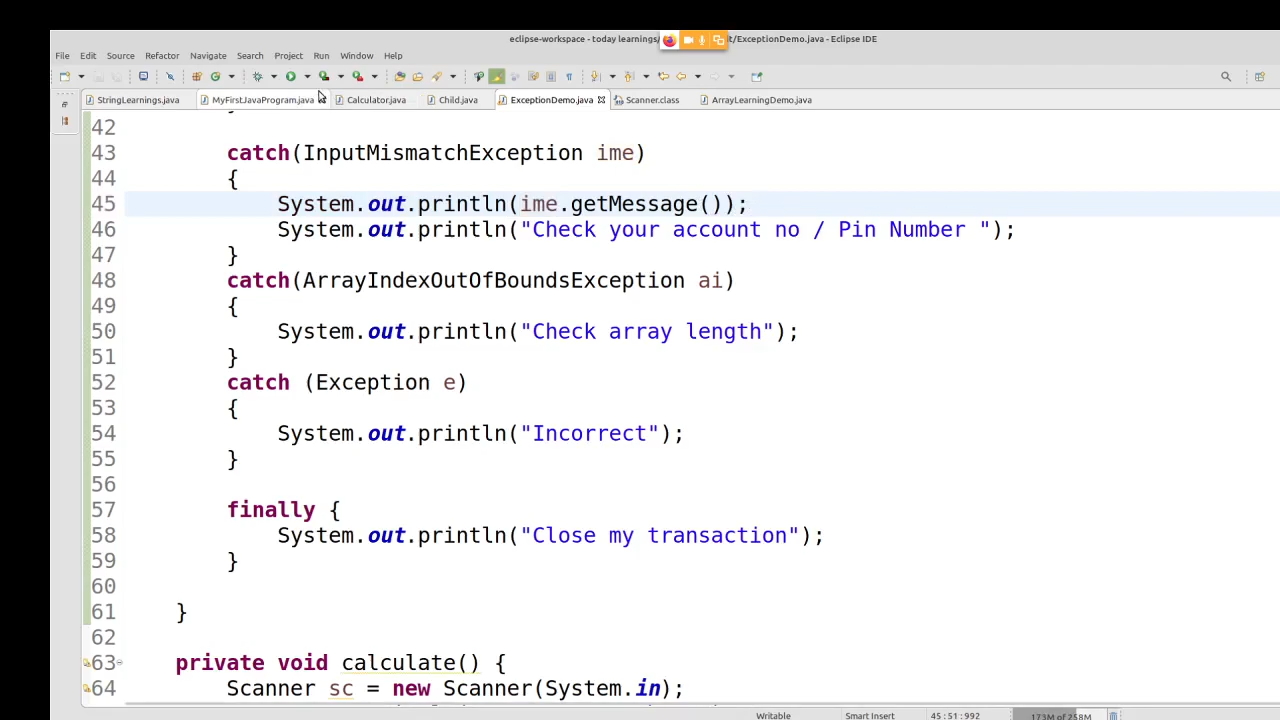 eclipse-workspace - today learnings/
t/ExceptionDemo.java - Eclipse IDE
File Edit Source Refactor Navigate Search Project Run Window Help
StringLearnings.java MyFirstJavaProgram.java Calculator.java Child.java ExceptionDemo.java Scanner.class ArrayLearningDemo.java
42
43 catch(InputMismatchException ime)
44 {
45 System.out.println(ime.getMessage());
46 System.out.println("Check your account no / Pin Number ");
47 }
48 catch(ArrayIndexOutOfBoundsException ai)
49 {
50 System.out.println("Check array length");
51 }
52 catch (Exception e)
53 {
54 System.out.println("Incorrect");
55 }
56
57 finally {
58 System.out.println("Close my transaction");
59 }
60
61 }
62
63 private void calculate() {
64 Scanner sc = new Scanner(System.in);
Writable Smart Insert 45:51:992 173M of 258M